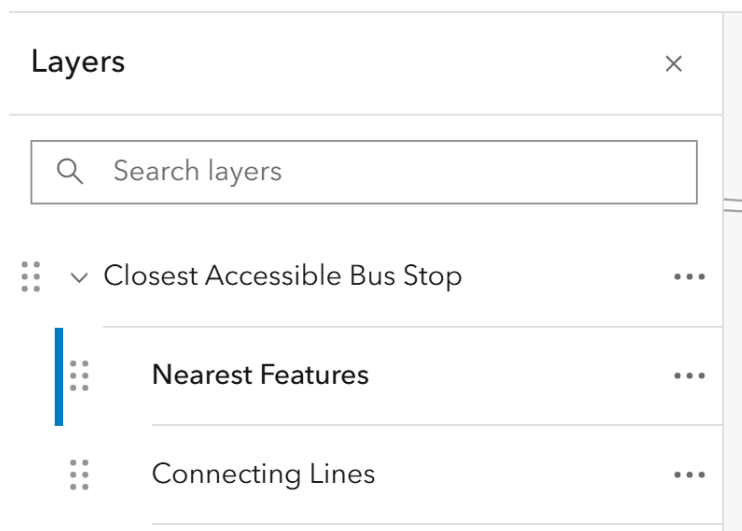 Layers
Search layers
Closest Accessible Bus Stop
Nearest Features
Connecting Lines